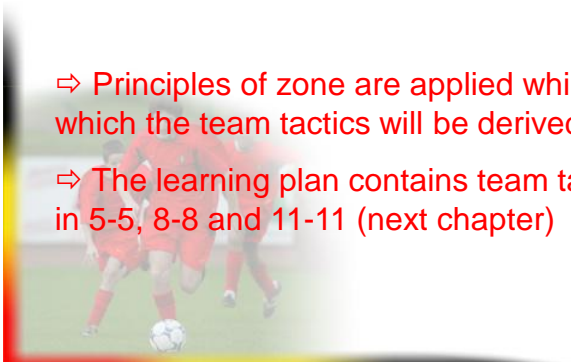 ⇨ Principles of zone are applied whi
which the team tactics will be derived
⇨ The learning plan contains team ta
in 5-5, 8-8 and 11-11 (next chapter)